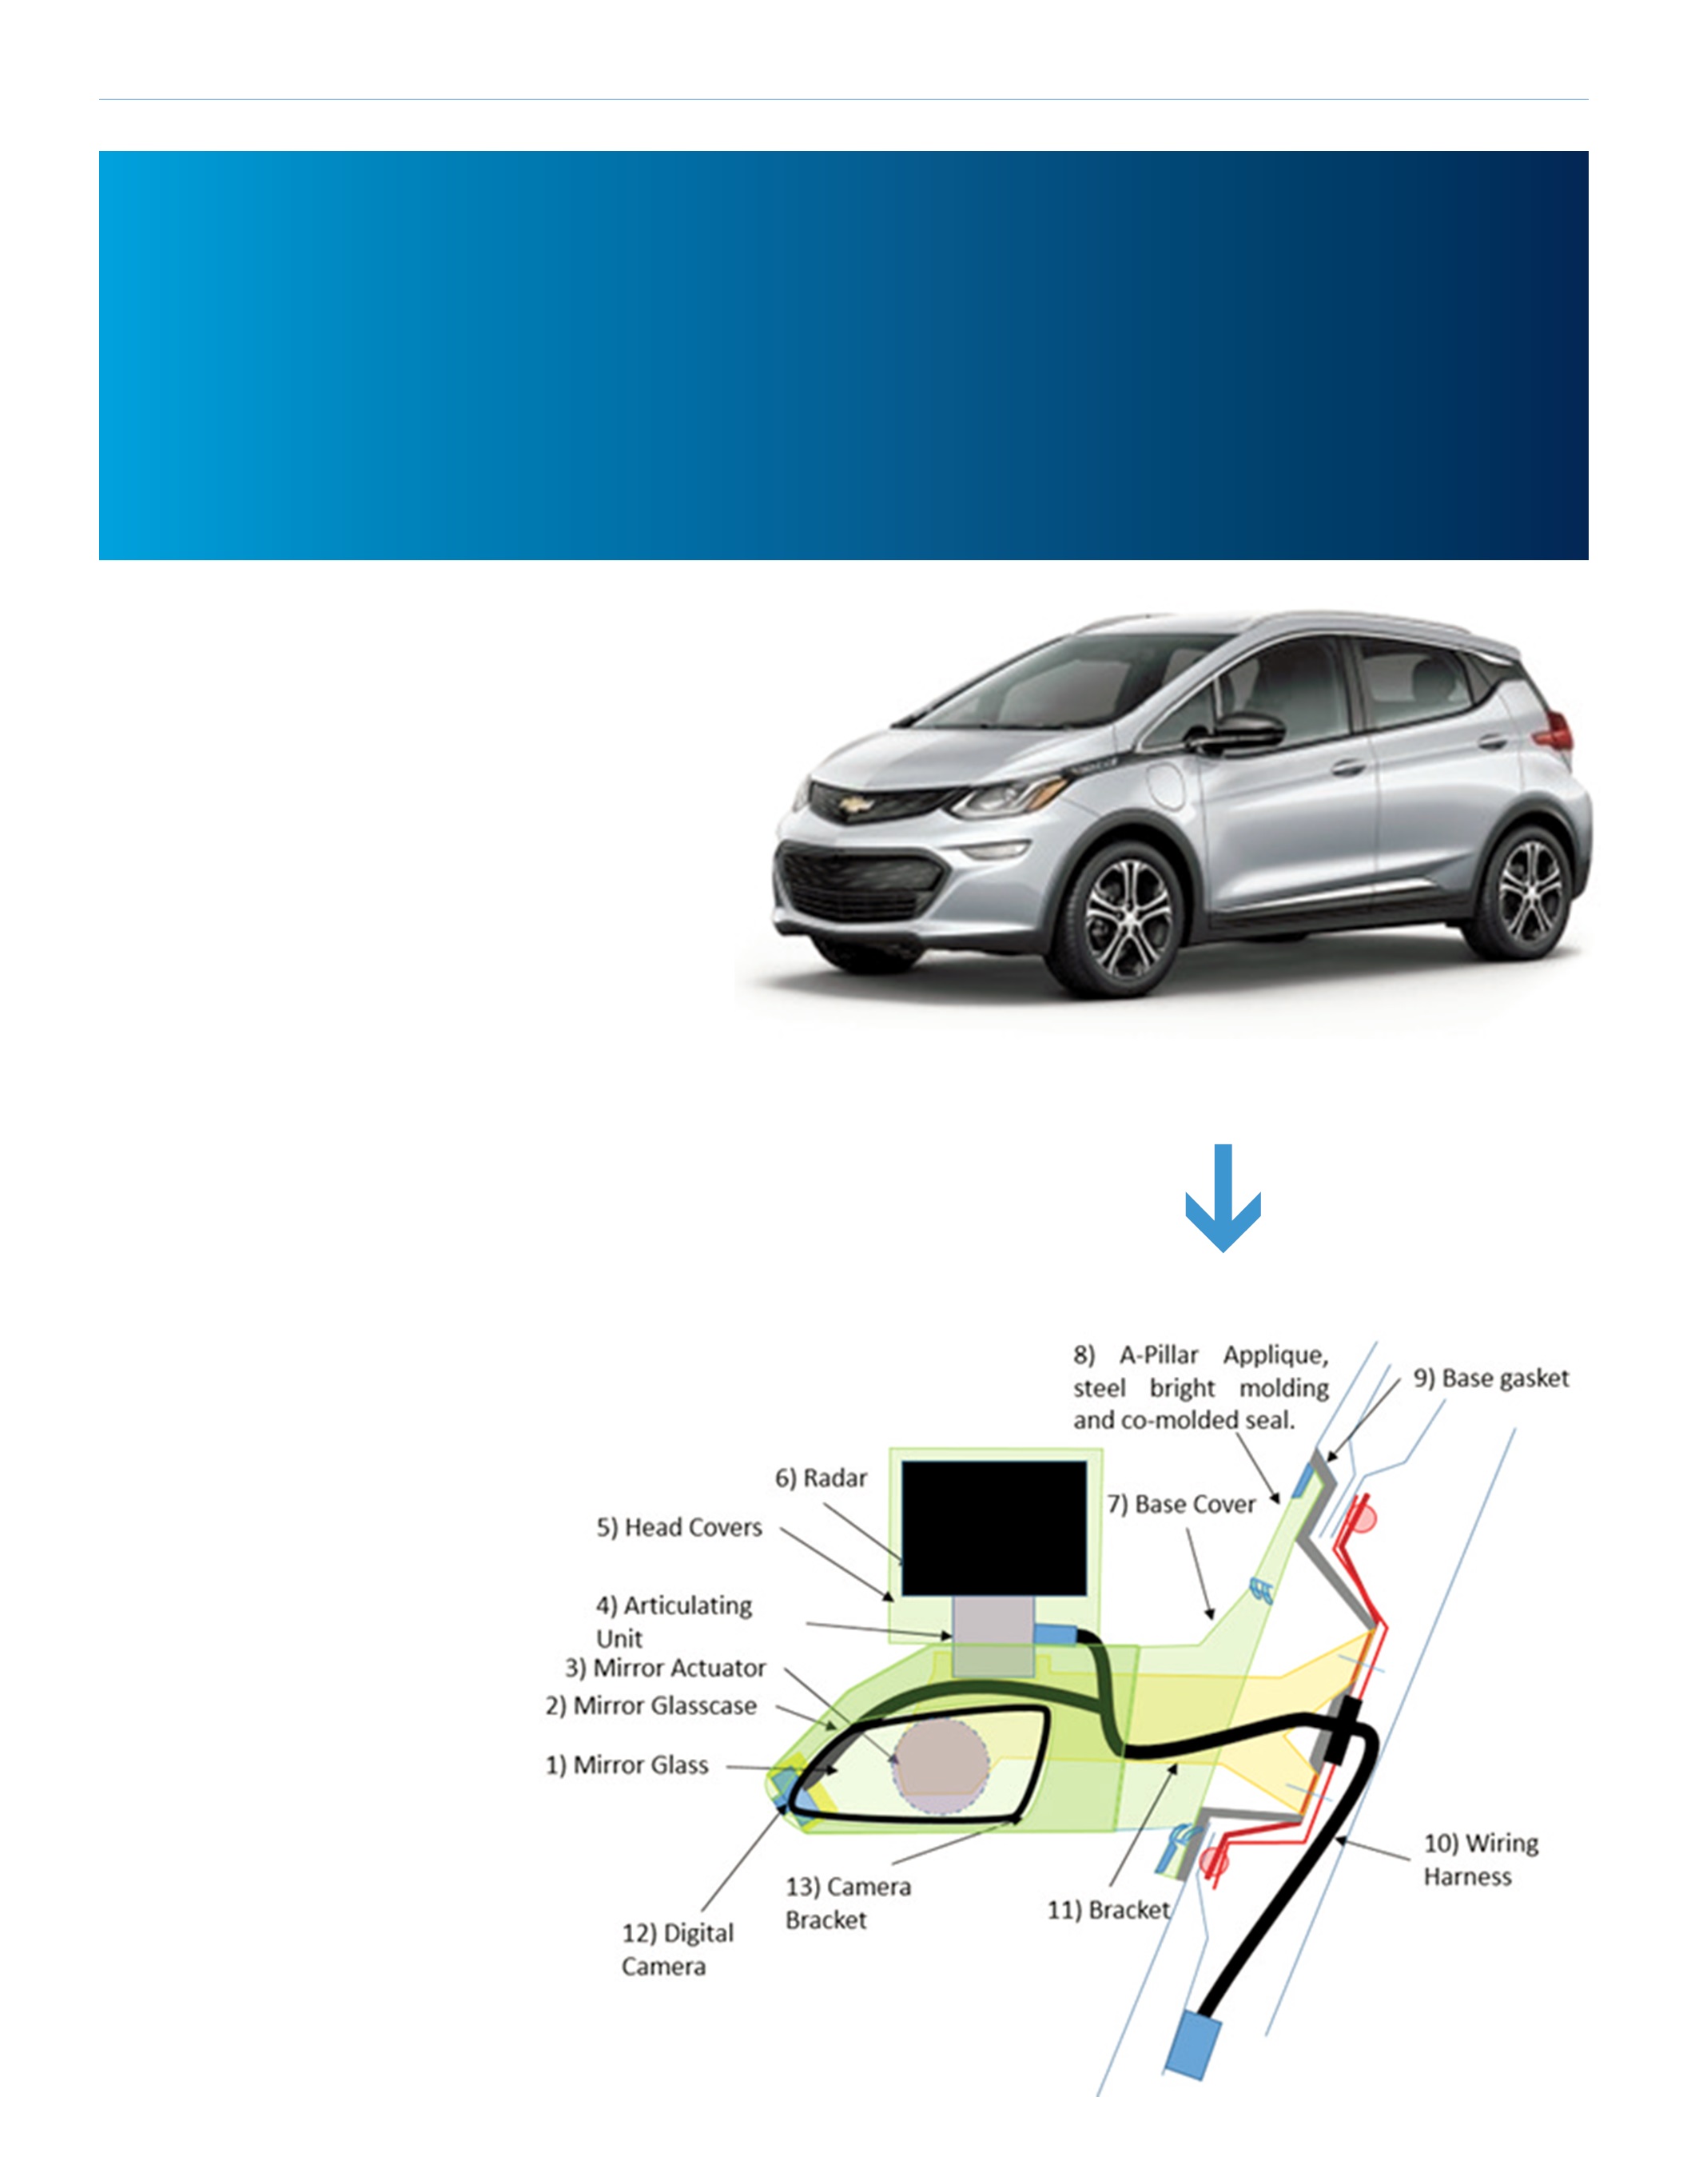 8) A-Pillar Applique,
steel bright molding
and co-molded seal.
9) Base gasket
6) Radar
7) Base Cover
5) Head Covers
4) Articulating
Unit
3) Mirror Actuator
2) Mirror Glasscase
1) Mirror Glass
10) Wiring
Harness
13) Camera
Bracket
11) Bracket
12) Digital
Camera